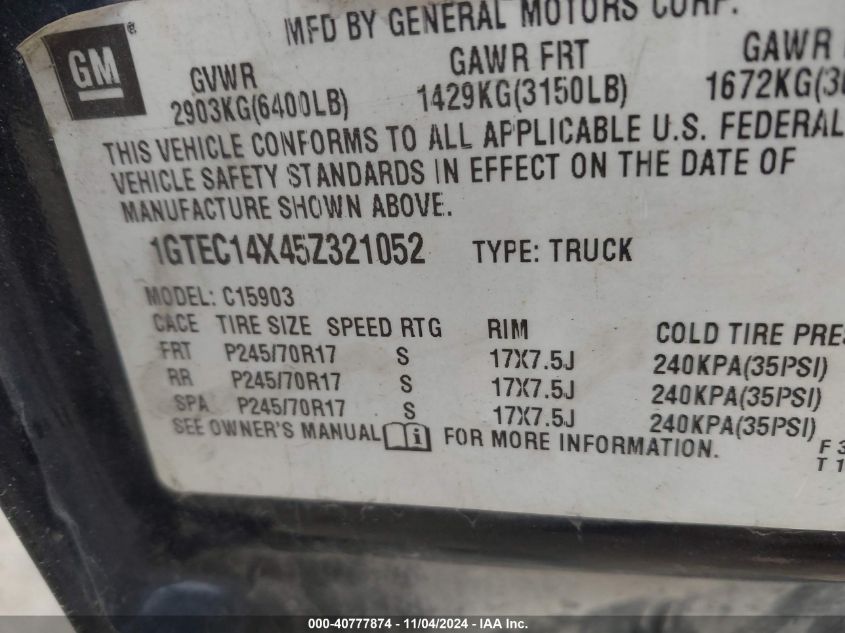 MFD BY GENERAL MOTORS CORP.
GM
GVWR GAWR FRT GAWR
2903KG(6400LB) 1429KG(3150LB) 1672KG(3
THIS VEHICLE CONFORMS TO ALL APPLICABLE U.S. FEDERAL
VEHICLE SAFETY STANDARDS IN EFFECT ON THE DATE OF
MANUFACTURE SHOWN ABOVE.
1GTEC14X45Z321052 TYPE: TRUCK
MODEL: C15903
CACE TIRE SIZE SPEED RTG RIM COLD TIRE PRE
FRT P245/70R17 S 17X7.5J 240KPA(35PSI)
RR P245/70R17 S 17X7.5J 240KPA(35PSI)
SPA P245/70R17 S 17X7.5J 240KPA(35PSI)
SEE OWNER'S MANUAL i FOR MORE INFORMATION.
F 3
T 1
000-40777874 - 11/04/2024 - IAA Inc.